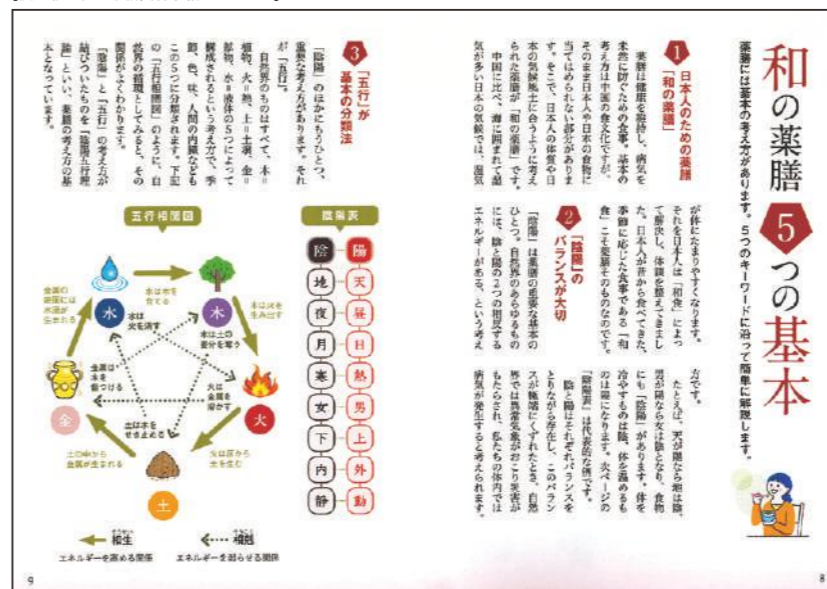 和の薬膳5つの基本
薬膳には基本の考え方があります。5つのキーワードに沿って簡単に解説します。
1
日本人のための薬膳
「和の薬膳」
薬膳は健康を維持し、病気を
未然に防ぐための食事。基本の
考え方は中国の食文化ですが、
そのまま日本人や日本の食物に
当てはめられない部分がありま
す。そこで、日本人の体質や日
本の気候風土に合うように考え
られた薬膳が「和の薬膳」です。
中国に比べ、海に囲まれて湿
気が多い日本の気候では、湿気
が体にたまりやすくなります。
それを日本人は「和食」によっ
て解決し、体調を整えてきまし
た。日本人が昔から食べてきた、
季節に応じた食事である「和
食」こそ薬膳そのものなのです。
2
「陰陽」の
バランスが大切
「陰陽」は薬膳の重要な基本の
ひとつ。自然界のあらゆるもの
には、陰と陽の2つの相反する
エネルギーがある、という考え
方です。
たとえば、天が陽なら地は陰、
男が陽なら女は陰となり、食物
にも「陰陽」があります。体を
冷やすものは陰、体を温めるも
のは陽になります。次ページの
「陰陽表」は代表的な例です。
陰と陽はそれぞれバランスを
とりながら存在し、このバラン
スが極端にくずれたとき、自然
界では異常気象がおこり災害が
もたらされ、私たちの体内では
病気が発生すると考えられます。
8
3
「五行」が
基本の分類法
「陰陽」のほかにもうひとつ、
重要な考え方があります。それ
が「五行」。
自然界のものはすべて、木=
植物、火=熱、土=土壌、金=
鉱物、水=液体の5つによって
構成されるという考え方で、季
節、色、味、人間の内臓なども
この5つに分類されます。下記
の「五行相関図」のように、自
然界の循環としてみると、その
関係がよくわかります。
「陰陽」と「五行」の考え方が
結びついたものを「陰陽五行理
論」といい、薬膳の考え方の基
本となっています。
陰陽表
陰 陽
地 天
夜 昼
月 日
寒 熱
女 男
下 上
内 外
静 動
五行相関図
水
木
火
土
金
水は木を
育てる
木は火を
生み出す
火は灰から
土を生む
土の中から
金属が生まれる
金属の
表面には
水滴が
生まれる
水は
火を消す
木は土の
養分を奪う
火は
金属を
溶かす
土は水を
せき止める
金属は
木を
傷つける
相生
そうせい
エネルギーを高める関係
相剋
そうこく
エネルギーを弱らせる関係
9